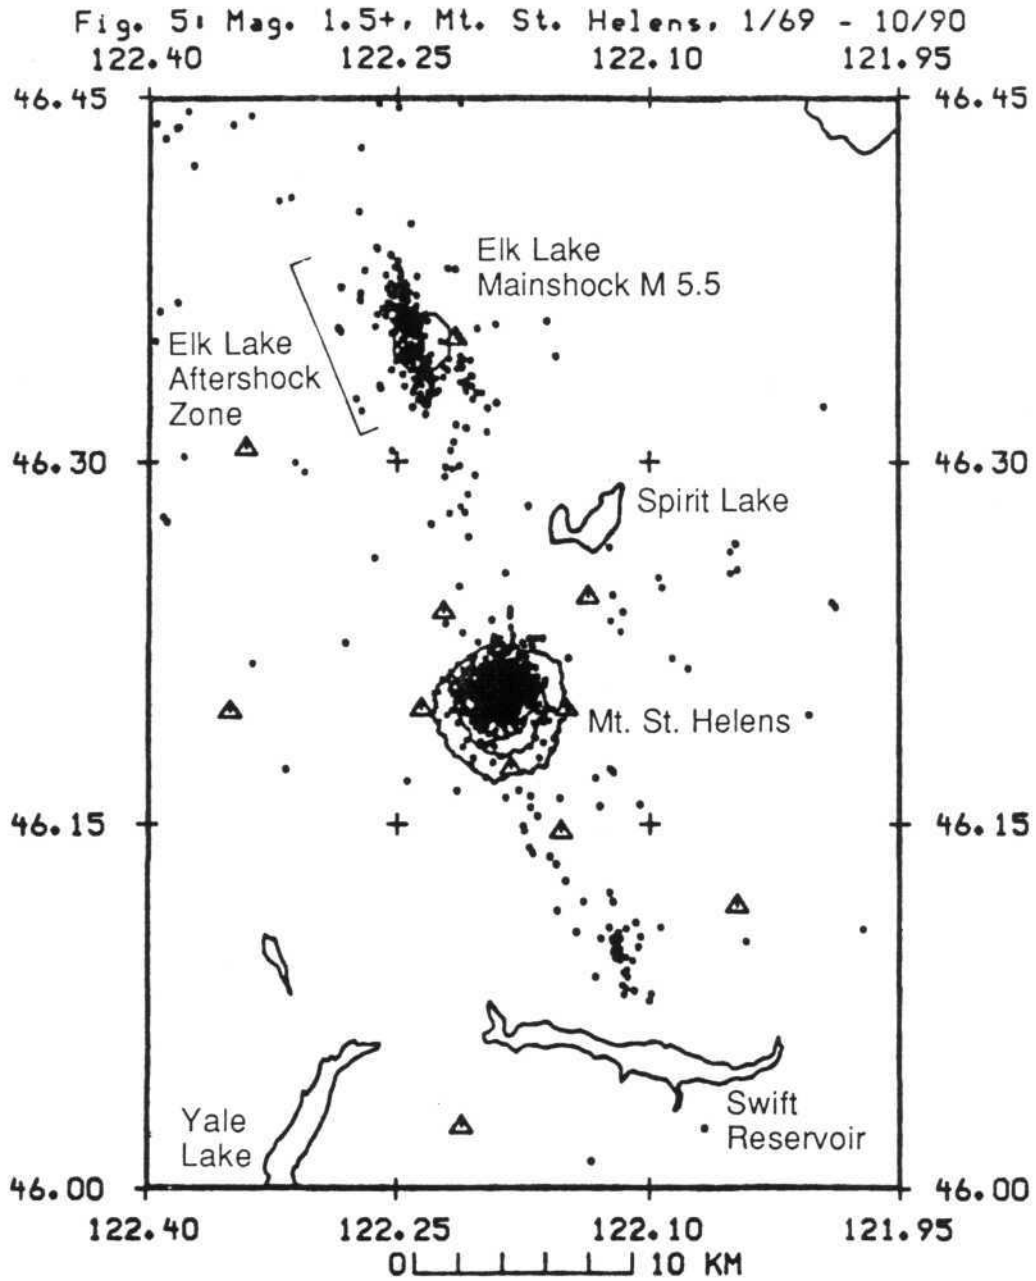 Fig. 5: Mag. 1.5+, Mt. St. Helens, 1/69 - 10/90
122.40 122.25 122.10 121.95
46.45 46.45
Elk Lake
Mainshock M 5.5
Elk Lake
Aftershock
Zone
46.30 46.30
Spirit Lake
Mt. St. Helens
46.15 46.15
Yale
Lake
Swift
Reservoir
46.00 46.00
122.40 122.25 122.10 121.95
0 10 KM